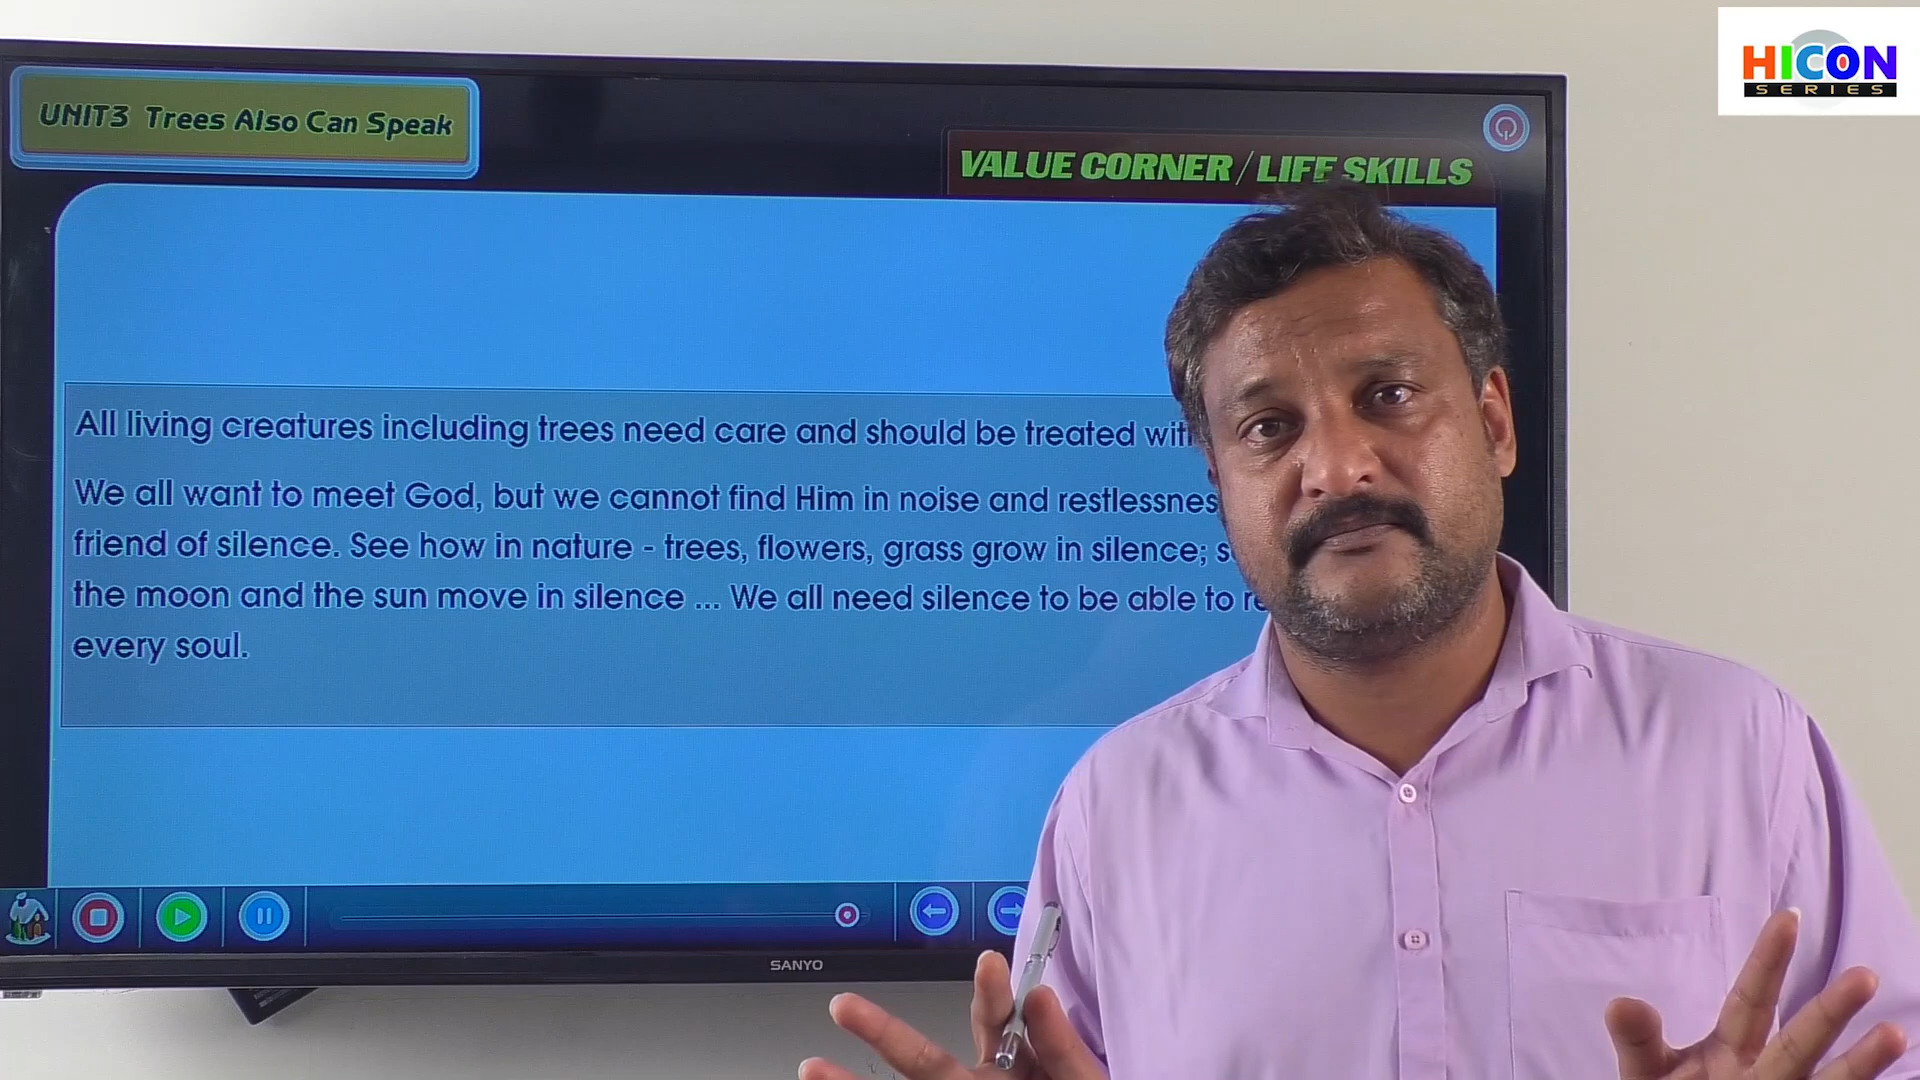 HICON
SERIES
UNIT3 Trees Also Can Speak
VALUE CORNER / LIFE SKILLS
All living creatures including trees need care and should be treated
We all want to meet God, but we cannot find Him in noise and
friend of silence. See how in nature - trees, flowers, grass grow in silence;
the moon and the sun move in silence ... We all need silence to be able to
every soul.
SANYO